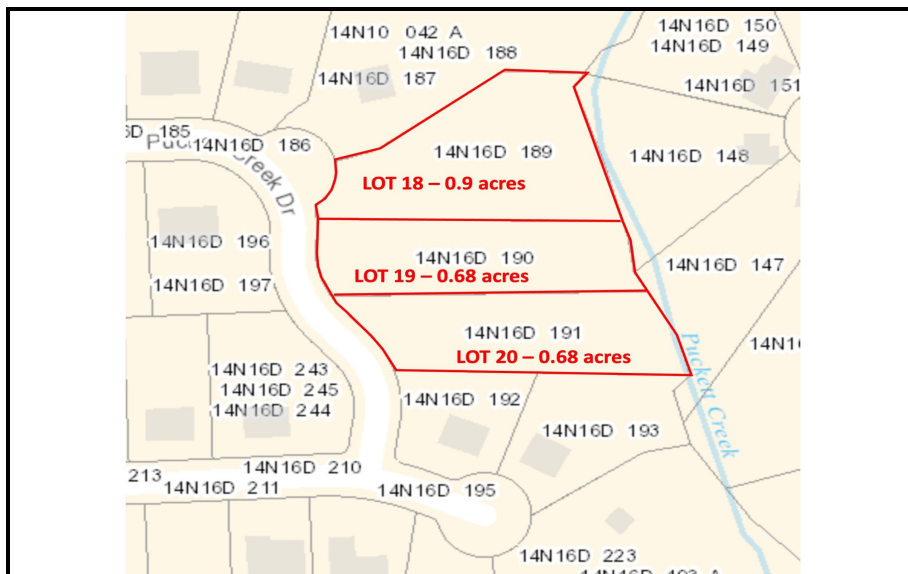 14N10 042 A
14N16D 188
14N16D 187
14N16D 150
14N16D 149
14N16D 151
6D 185
14N16D 186
Creek Dr
14N16D 189
14N16D 148
LOT 18 – 0.9 acres
14N16D 196
14N16D 197
14N16D 190
LOT 19 – 0.68 acres
14N16D 147
14N16D 191
LOT 20 – 0.68 acres
Puckett Creek
14N16D 243
14N16D 245
14N16D 244
14N16D 192
14N16D 193
213
14N16D 210
14N16D 211
14N16D 195
14N16D 223